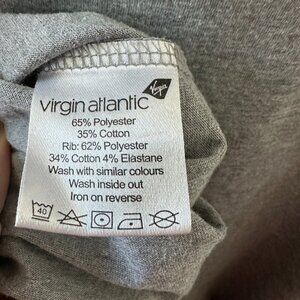 Virgin
virgin atlantic
65% Polyester
35% Cotton
Rib: 62% Polyester
34% Cotton 4% Elastane
Wash with similar colours
Wash inside out
Iron on reverse
40